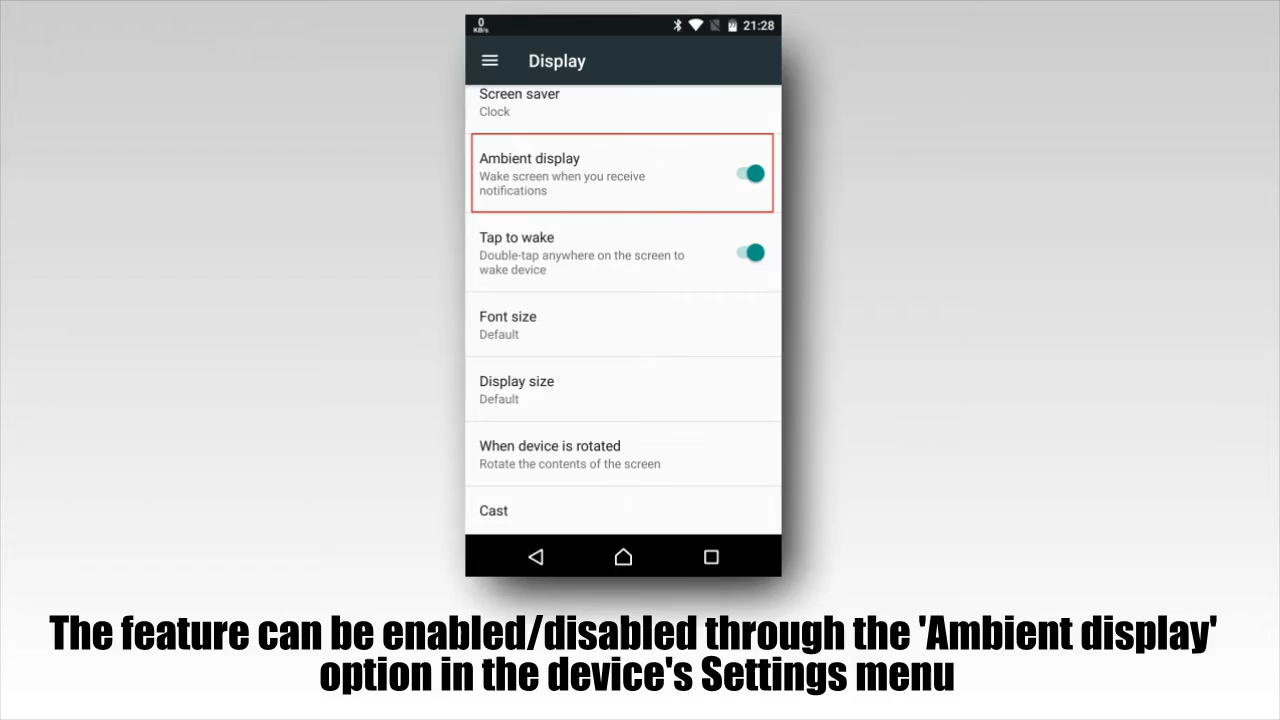 0
KB/s
21:28
Display
Screen saver
Clock
Ambient display
Wake screen when you receive
notifications
Tap to wake
Double-tap anywhere on the screen to
wake device
Font size
Default
Display size
Default
When device is rotated
Rotate the contents of the screen
Cast
The feature can be enabled/disabled through the 'Ambient display'
option in the device's Settings menu